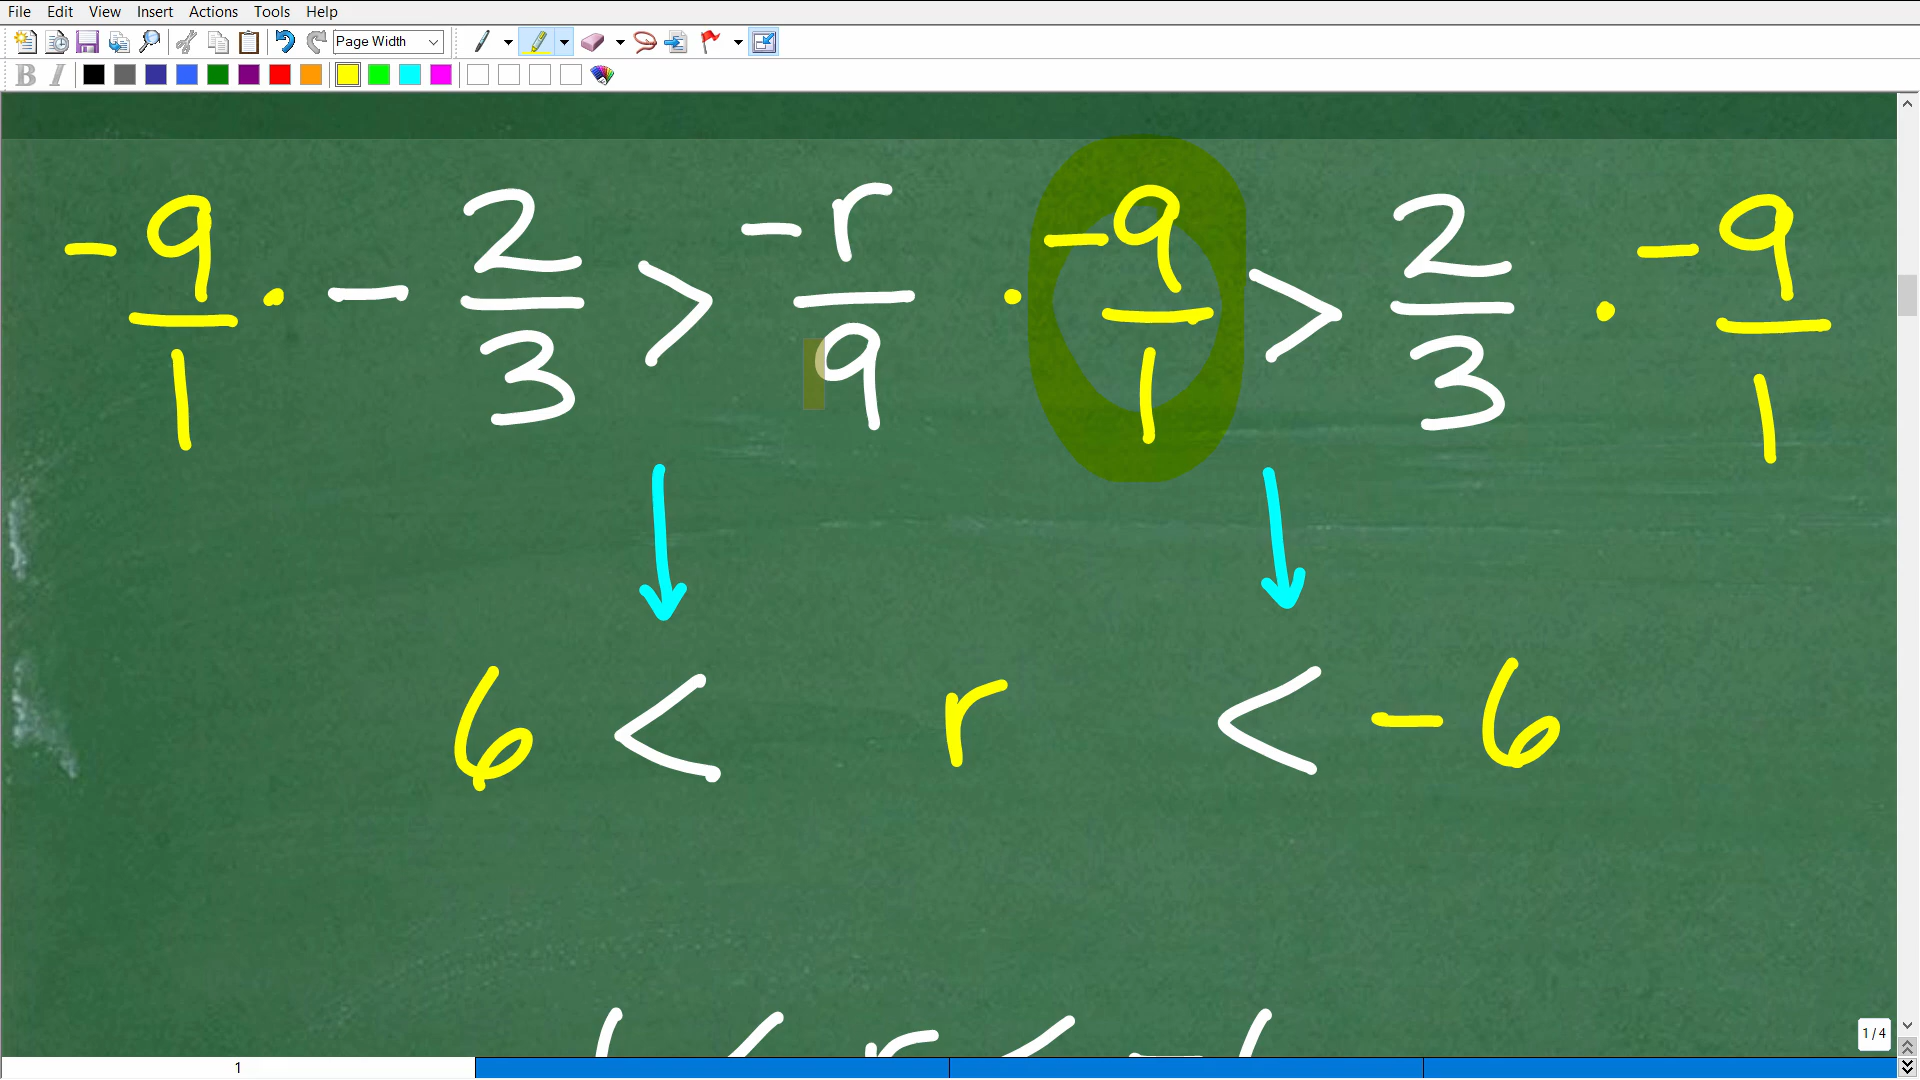 File Edit View Insert Actions Tools Help
Page Width
B I
-9/1 · - 2/3 > -r/9 · -9/1 > 2/3 · -9/1
6 < r < -6
1 / 4
1